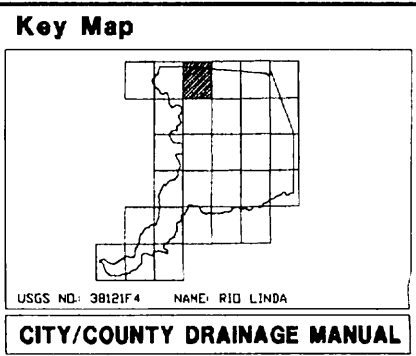 Key Map
USGS NO.: 38121F4 NAME: RIO LINDA
CITY/COUNTY DRAINAGE MANUAL